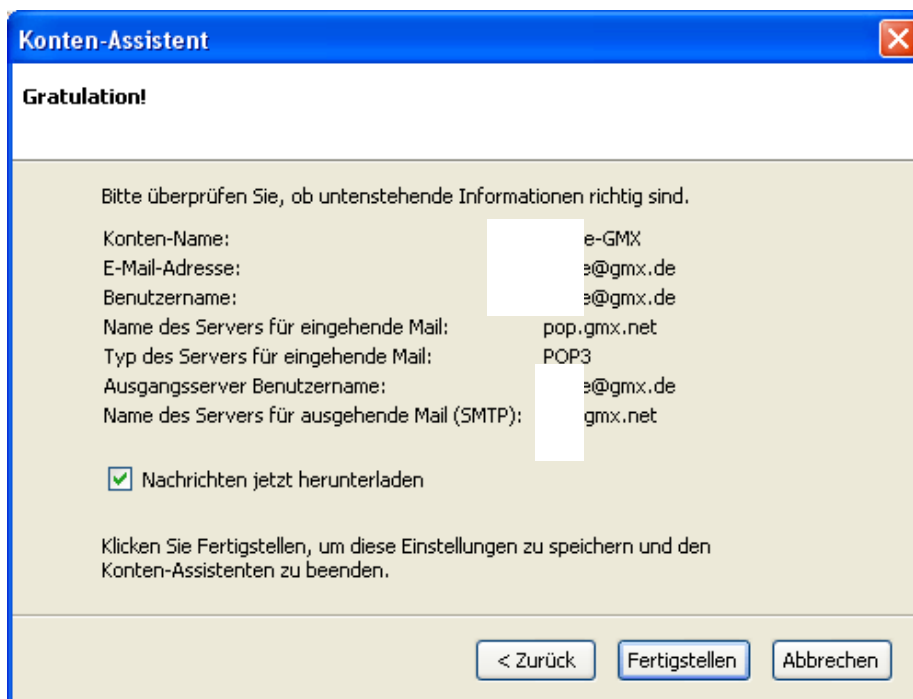 Konten-Assistent
Gratulation!
Bitte überprüfen Sie, ob untenstehende Informationen richtig sind.
Konten-Name: e-GMX
E-Mail-Adresse: e@gmx.de
Benutzername: e@gmx.de
Name des Servers für eingehende Mail: pop.gmx.net
Typ des Servers für eingehende Mail: POP3
Ausgangsserver Benutzername: e@gmx.de
Name des Servers für ausgehende Mail (SMTP): gmx.net
Nachrichten jetzt herunterladen
Klicken Sie Fertigstellen, um diese Einstellungen zu speichern und den
Konten-Assistenten zu beenden.
< Zurück Fertigstellen Abbrechen